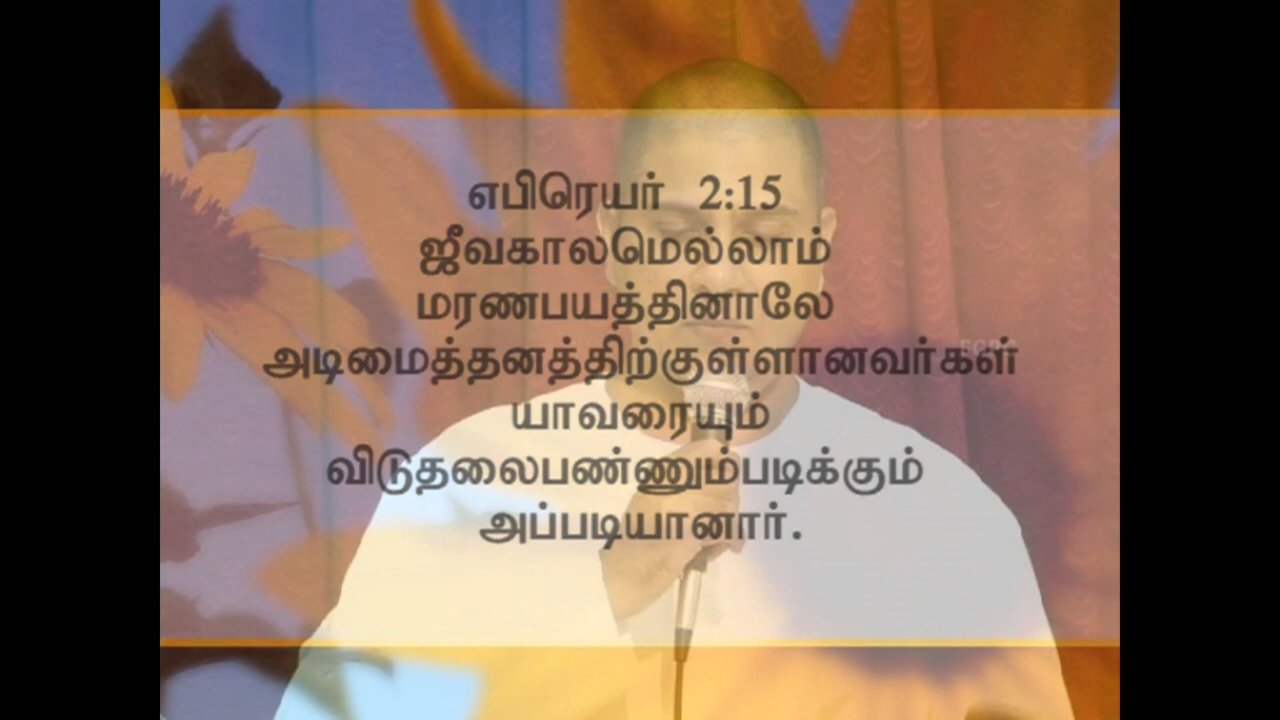 எபிரெயர் 2:15
ஜீவகாலமெல்லாம்
மரணபயத்தினாலே
அடிமைத்தனத்திற்குள்ளானவர்கள்
யாவரையும்
விடுதலைபண்ணும்படிக்கும்
அப்படியானார்.